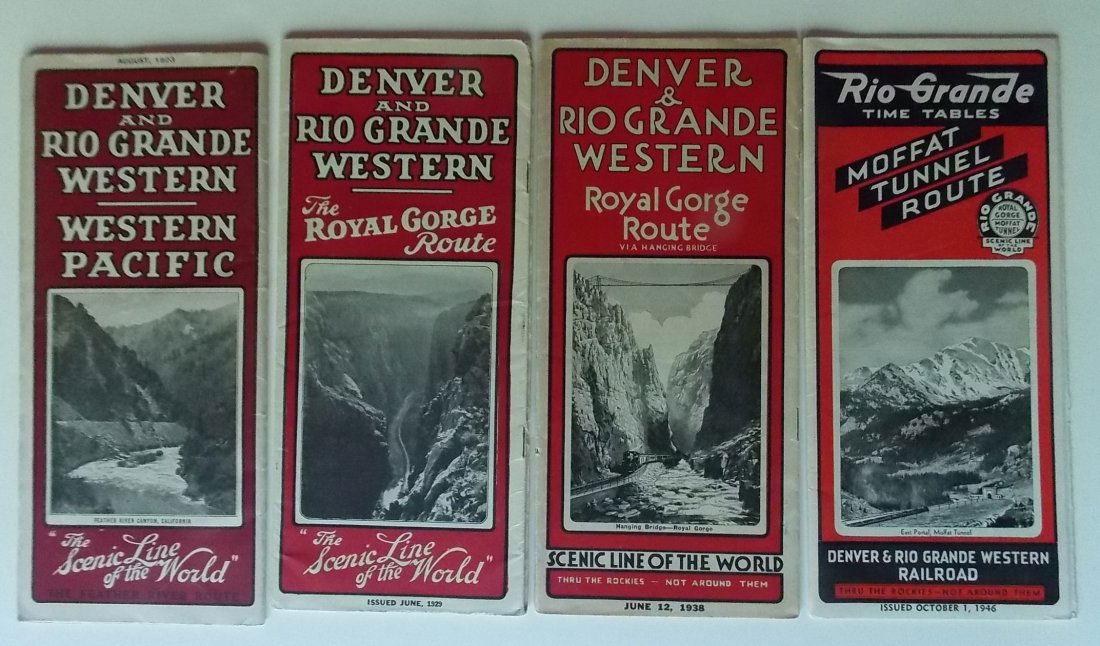 AUGUST, 1923
DENVER
AND
RIO GRANDE
WESTERN
WESTERN
PACIFIC
FEATHER RIVER CANYON, CALIFORNIA
"The
Scenic Line
of the World"
THE FEATHER RIVER ROUTE
DENVER
AND
RIO GRANDE
WESTERN
The
ROYAL GORGE
Route
"The
Scenic Line
of the World"
ISSUED JUNE, 1929
DENVER
&
RIO GRANDE
WESTERN
Royal Gorge
Route
VIA HANGING BRIDGE
Hanging Bridge—Royal Gorge
SCENIC LINE OF THE WORLD
THRU THE ROCKIES — NOT AROUND THEM
JUNE 12, 1938
Rio Grande
TIME TABLES
MOFFAT
TUNNEL
ROUTE
RIO GRANDE
ROYAL
GORGE
MOFFAT
TUNNEL
SCENIC LINE
OF THE
WORLD
East Portal, Moffat Tunnel
DENVER & RIO GRANDE WESTERN
RAILROAD
THRU THE ROCKIES—NOT AROUND THEM
ISSUED OCTOBER 1, 1946